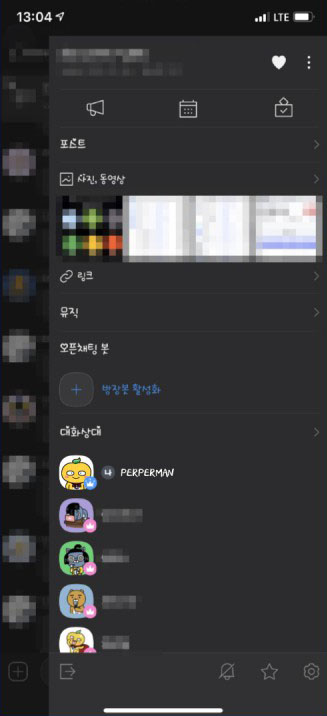 13:04
LTE
포스트
사진, 동영상
링크
뮤직
오픈채팅 봇
방장봇 활성화
대화상대
나 PERPERMAN